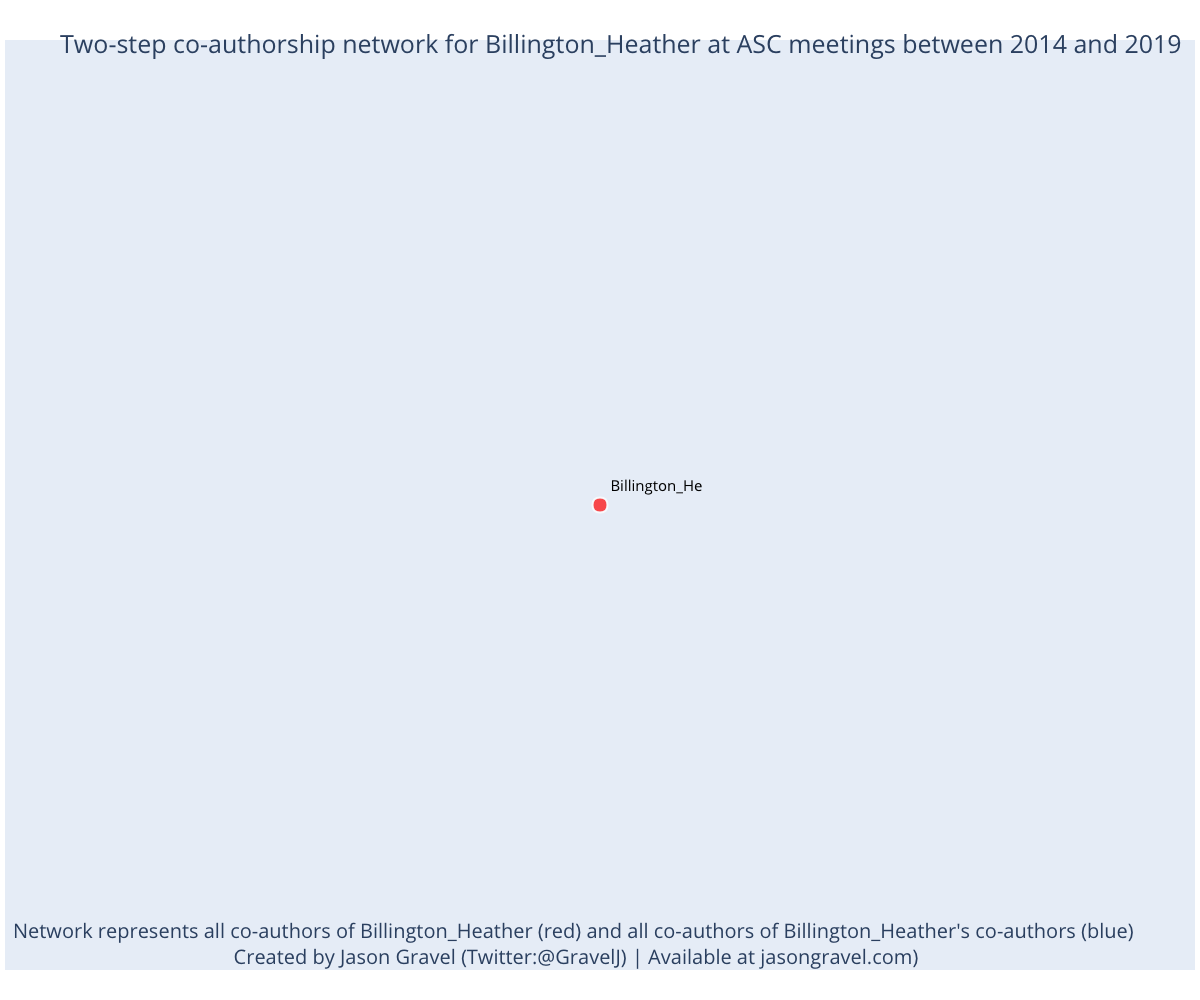 Two-step co-authorship network for Billington_Heather at ASC meetings between 2014 and 2019
Billington_He
Network represents all co-authors of Billington_Heather (red) and all co-authors of Billington_Heather's co-authors (blue)
Created by Jason Gravel (Twitter:@GravelJ) | Available at jasongravel.com)